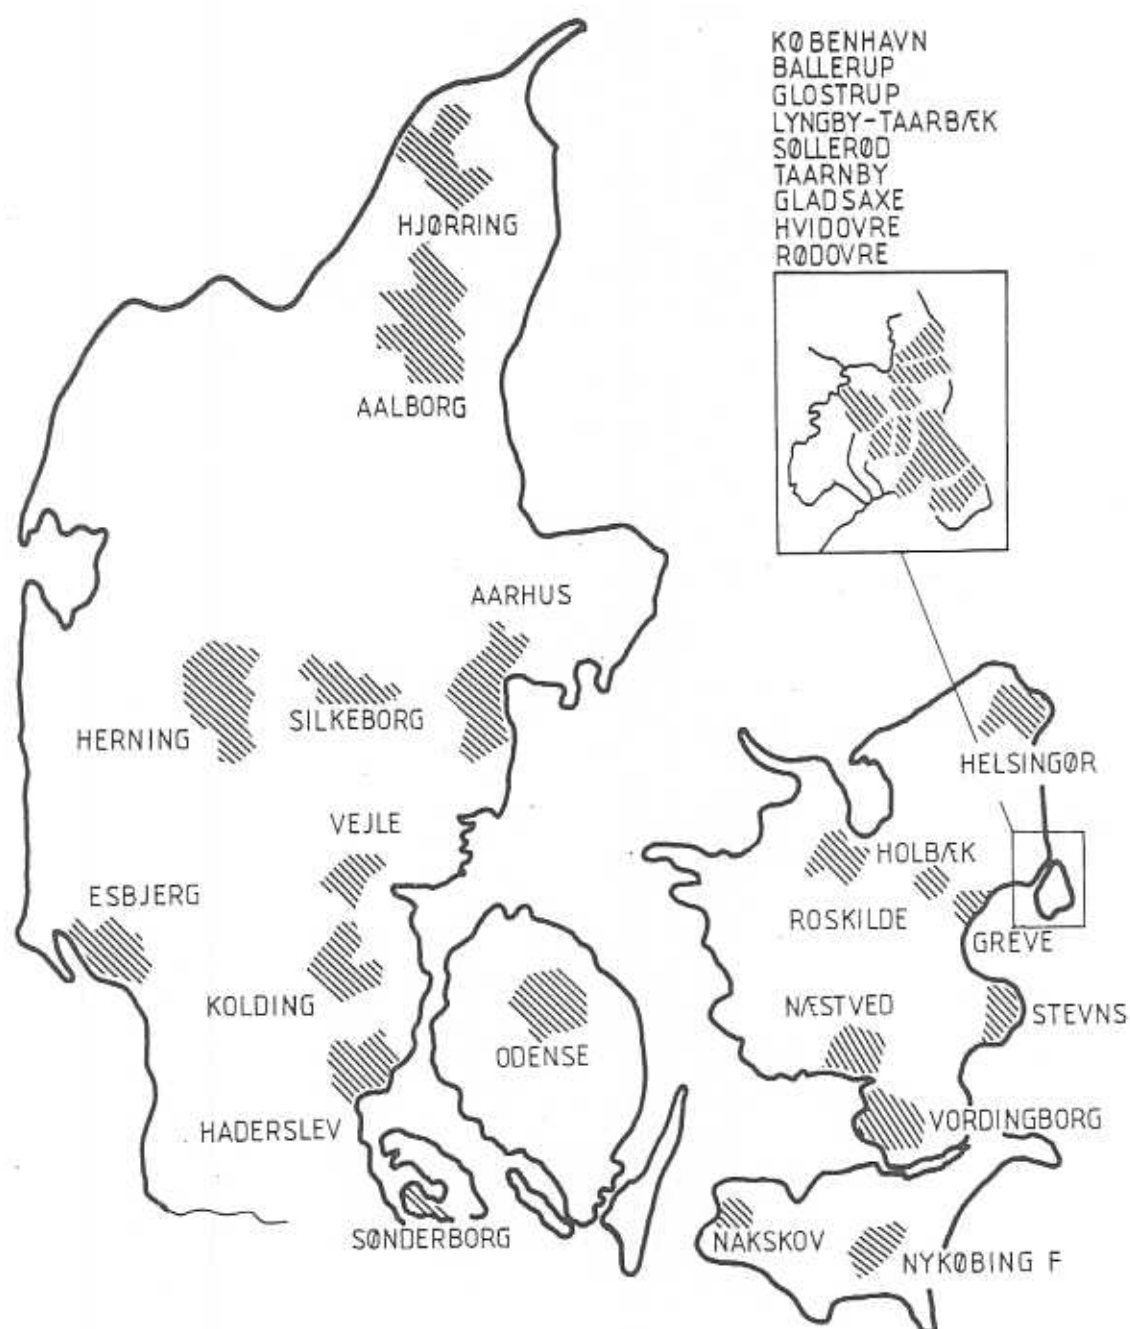 KØBENHAVN
BALLERUP
GLOSTRUP
LYNGBY-TAARBÆK
SØLLERØD
TAARNBY
GLADSAXE
HVIDOVRE
RØDOVRE
HJØRRING
AALBORG
AARHUS
SILKEBORG
HERNING
HELSINGØR
VEJLE
HOLBÆK
ESBJERG
ROSKILDE
GREVE
KOLDING
NÆSTVED
STEVNS
ODENSE
HADERSLEV
VORDINGBORG
SØNDERBORG
NAKSKOV
NYKØBING F